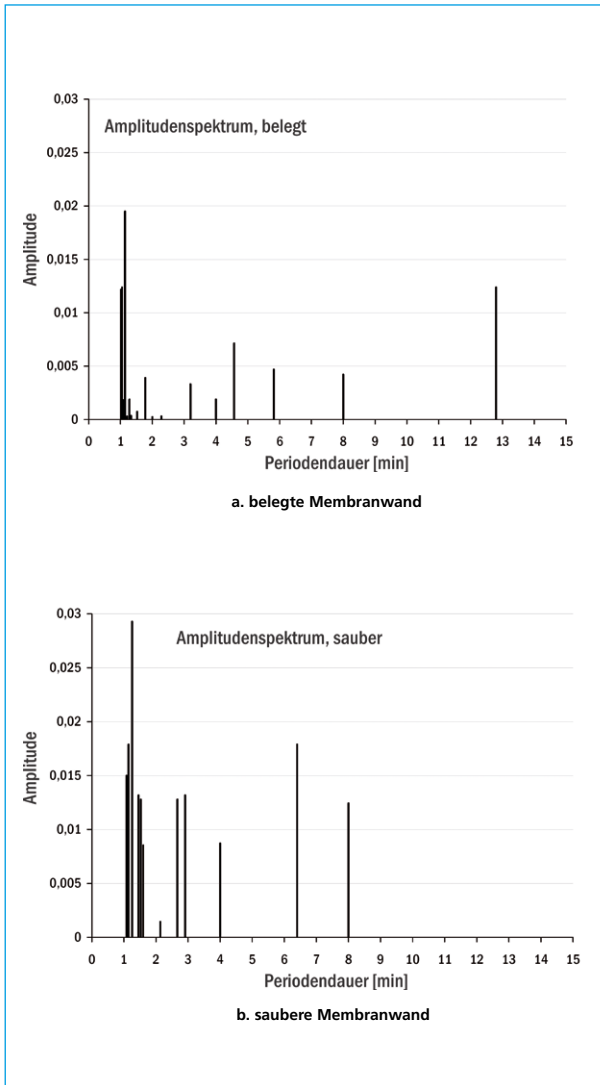 0,03
Amplitudenspektrum, belegt
0,025
0,02
0,015
0,01
0,005
0
Amplitude
0 1 2 3 4 5 6 7 8 9 10 11 12 13 14 15
Periodendauer [min]
a. belegte Membranwand
0,03
Amplitudenspektrum, sauber
0,025
0,02
0,015
0,01
0,005
0
Amplitude
0 1 2 3 4 5 6 7 8 9 10 11 12 13 14 15
Periodendauer [min]
b. saubere Membranwand